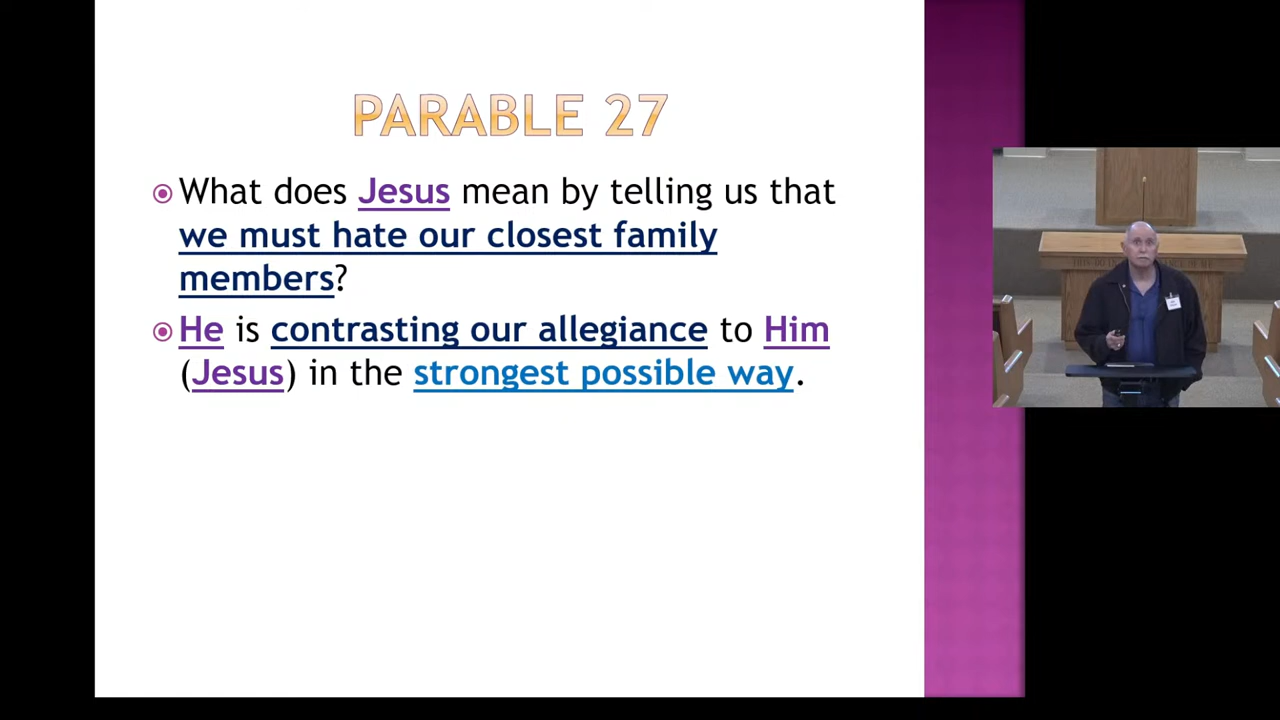 PARABLE 27
What does Jesus mean by telling us that
we must hate our closest family
members?
He is contrasting our allegiance to Him
(Jesus) in the strongest possible way.